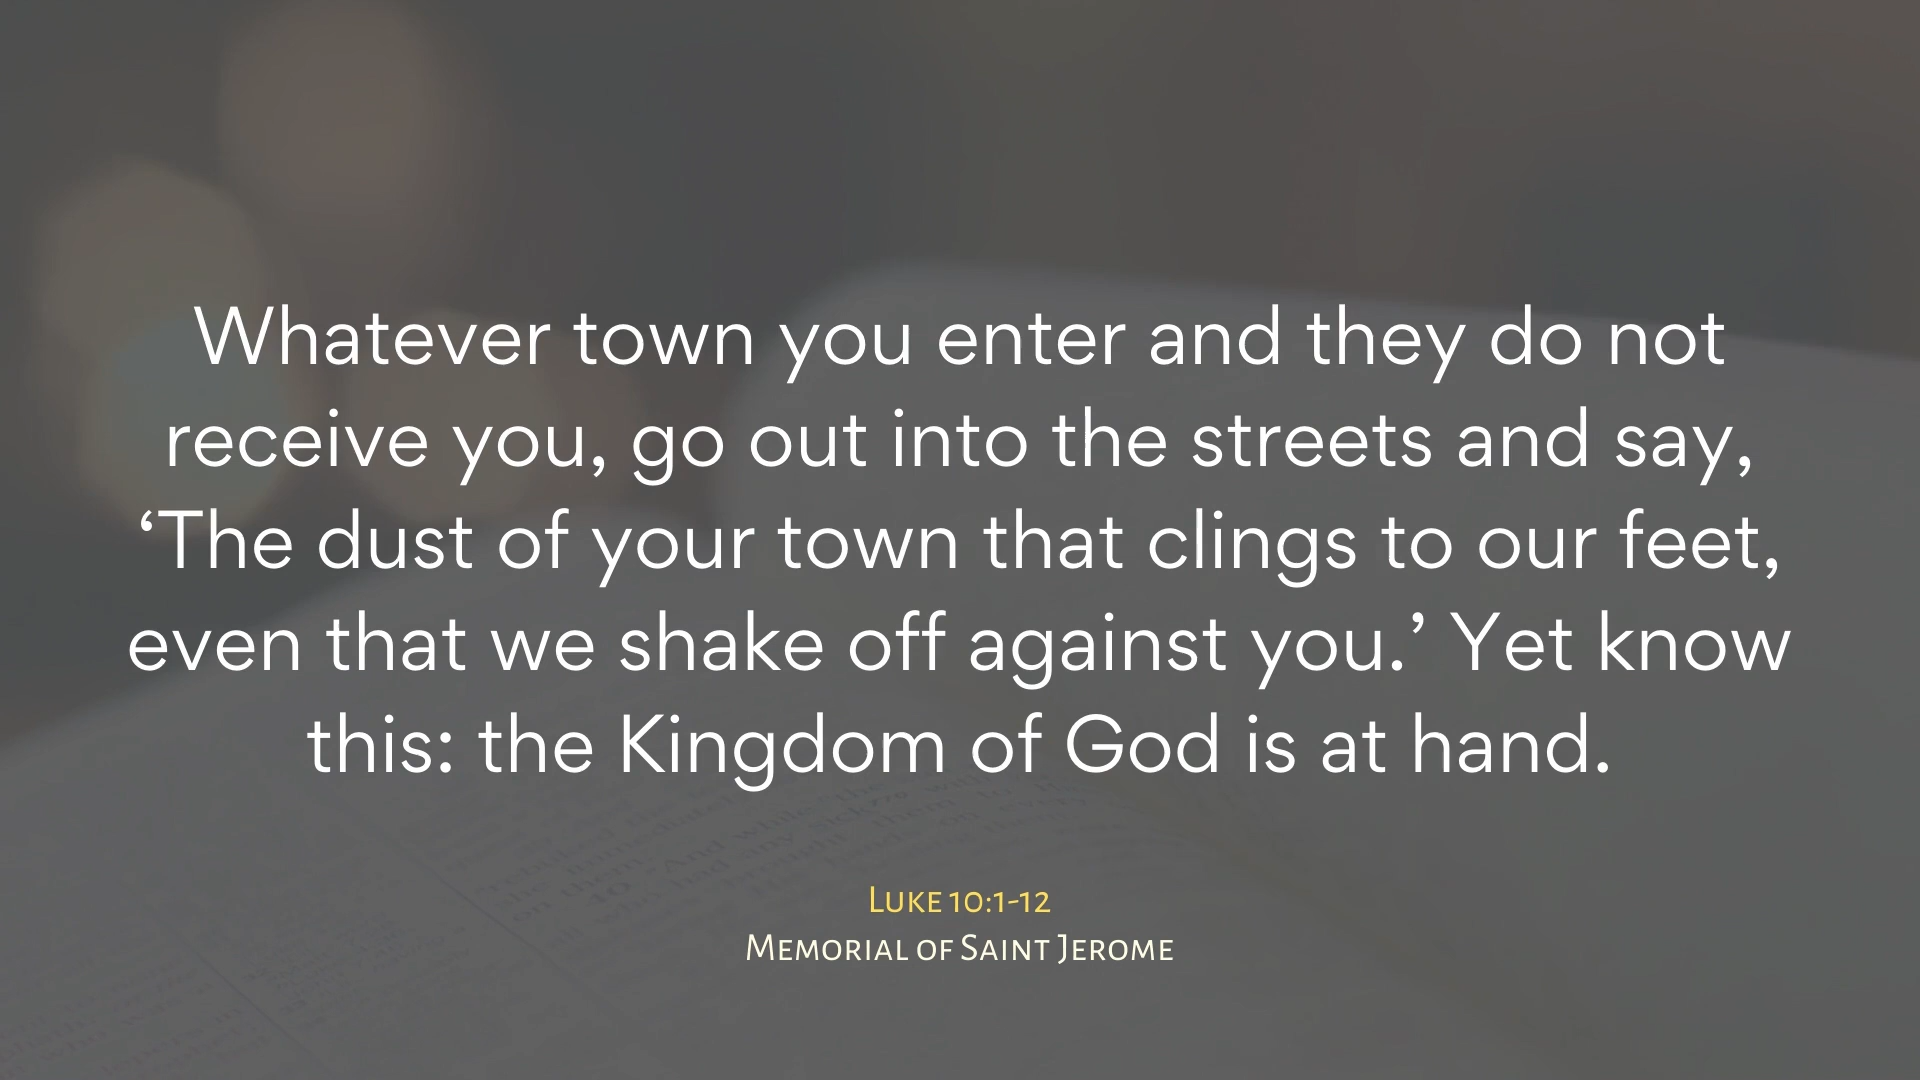 Whatever town you enter and they do not
receive you, go out into the streets and say,
‘The dust of your town that clings to our feet,
even that we shake off against you.’ Yet know
this: the Kingdom of God is at hand.
Luke 10:1-12
Memorial of Saint Jerome